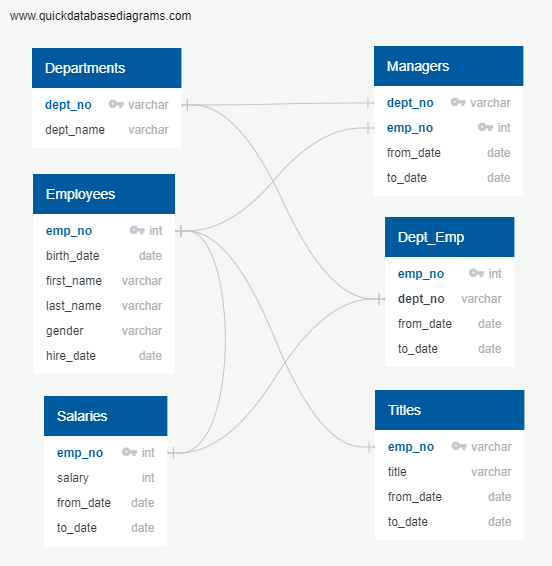 www.quickdatabasediagrams.com
Departments
dept_no varchar
dept_name varchar
Employees
emp_no int
birth_date date
first_name varchar
last_name varchar
gender varchar
hire_date date
Salaries
emp_no int
salary int
from_date date
to_date date
Managers
dept_no varchar
emp_no int
from_date date
to_date date
Dept_Emp
emp_no int
dept_no varchar
from_date date
to_date date
Titles
emp_no varchar
title varchar
from_date date
to_date date